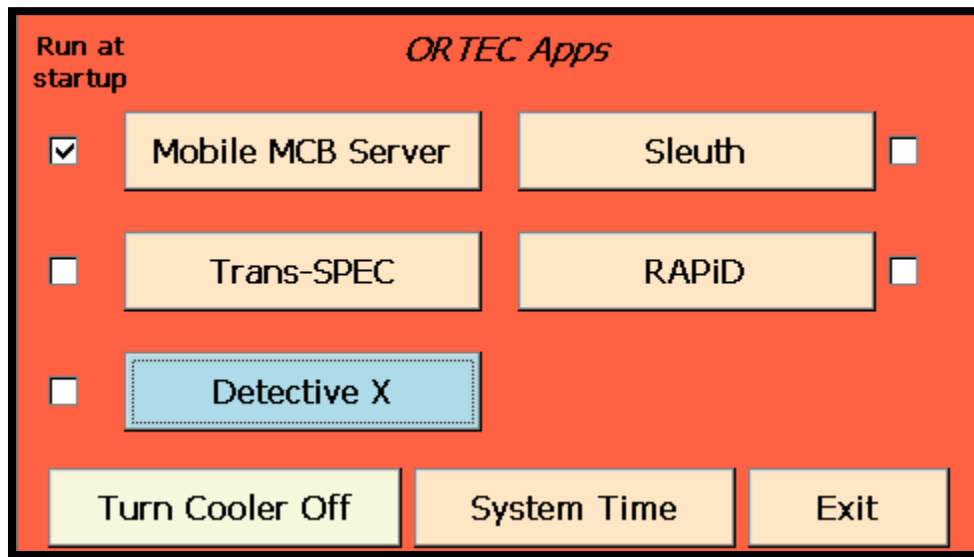 Run at
startup
ORTEC Apps
Mobile MCB Server
Sleuth
Trans-SPEC
RAPiD
Detective X
Turn Cooler Off
System Time
Exit